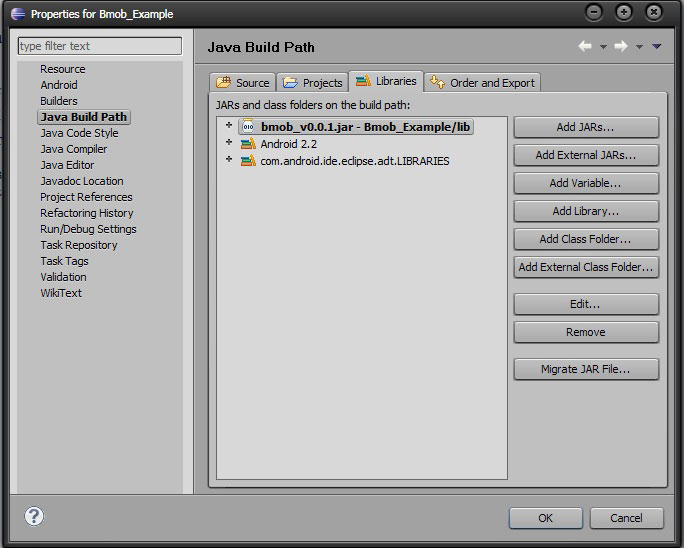 Properties for Bmob_Example
type filter text
Resource
Android
Builders
Java Build Path
Java Code Style
Java Compiler
Java Editor
Javadoc Location
Project References
Refactoring History
Run/Debug Settings
Task Repository
Task Tags
Validation
WikiText
Java Build Path
Source
Projects
Libraries
Order and Export
JARs and class folders on the build path:
bmob_v0.0.1.jar - Bmob_Example/lib
Android 2.2
com.android.ide.eclipse.adt.LIBRARIES
Add JARs...
Add External JARs...
Add Variable...
Add Library...
Add Class Folder...
Add External Class Folder...
Edit...
Remove
Migrate JAR File...
OK
Cancel